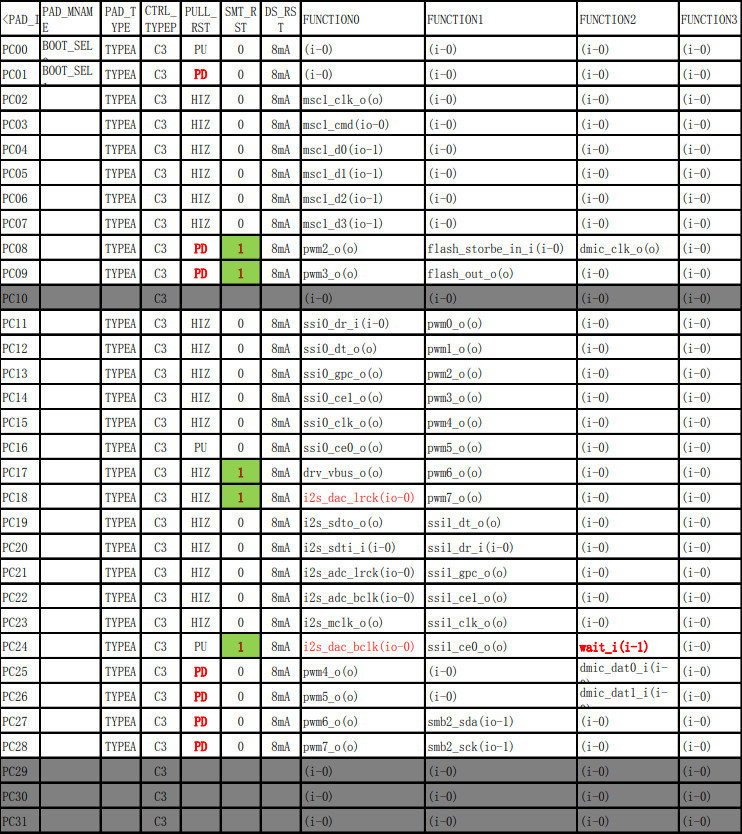 <PAD_I PAD_MNAME PAD_TYPE CTRL_TYPEP PULL_RST SMT_RST DS_RST FUNCTION0 FUNCTION1 FUNCTION2 FUNCTION3
PC00 BOOT_SEL TYPEA C3 PU 0 8mA (i-0) (i-0) (i-0) (i-0)
PC01 BOOT_SEL TYPEA C3 PD 0 8mA (i-0) (i-0) (i-0) (i-0)
PC02 TYPEA C3 HIZ 0 8mA msc1_clk_o(o) (i-0) (i-0) (i-0)
PC03 TYPEA C3 HIZ 0 8mA msc1_cmd(io-0) (i-0) (i-0) (i-0)
PC04 TYPEA C3 HIZ 0 8mA msc1_d0(io-1) (i-0) (i-0) (i-0)
PC05 TYPEA C3 HIZ 0 8mA msc1_d1(io-1) (i-0) (i-0) (i-0)
PC06 TYPEA C3 HIZ 0 8mA msc1_d2(io-1) (i-0) (i-0) (i-0)
PC07 TYPEA C3 HIZ 0 8mA msc1_d3(io-1) (i-0) (i-0) (i-0)
PC08 TYPEA C3 PD 1 8mA pwm2_o(o) flash_storbe_in_i(i-0) dmic_clk_o(o) (i-0)
PC09 TYPEA C3 PD 1 8mA pwm3_o(o) flash_out_o(o) (i-0) (i-0)
PC10 C3 (i-0) (i-0) (i-0) (i-0)
PC11 TYPEA C3 HIZ 0 8mA ssi0_dr_i(i-0) pwm0_o(o) (i-0) (i-0)
PC12 TYPEA C3 HIZ 0 8mA ssi0_dt_o(o) pwm1_o(o) (i-0) (i-0)
PC13 TYPEA C3 HIZ 0 8mA ssi0_gpc_o(o) pwm2_o(o) (i-0) (i-0)
PC14 TYPEA C3 HIZ 0 8mA ssi0_ce1_o(o) pwm3_o(o) (i-0) (i-0)
PC15 TYPEA C3 HIZ 0 8mA ssi0_clk_o(o) pwm4_o(o) (i-0) (i-0)
PC16 TYPEA C3 PU 0 8mA ssi0_ce0_o(o) pwm5_o(o) (i-0) (i-0)
PC17 TYPEA C3 HIZ 1 8mA drv_vbus_o(o) pwm6_o(o) (i-0) (i-0)
PC18 TYPEA C3 HIZ 1 8mA i2s_dac_lrck(io-0) pwm7_o(o) (i-0) (i-0)
PC19 TYPEA C3 HIZ 0 8mA i2s_sdto_o(o) ssi1_dt_o(o) (i-0) (i-0)
PC20 TYPEA C3 HIZ 0 8mA i2s_sdti_i(i-0) ssi1_dr_i(i-0) (i-0) (i-0)
PC21 TYPEA C3 HIZ 0 8mA i2s_adc_lrck(io-0) ssi1_gpc_o(o) (i-0) (i-0)
PC22 TYPEA C3 HIZ 0 8mA i2s_adc_bclk(io-0) ssi1_ce1_o(o) (i-0) (i-0)
PC23 TYPEA C3 HIZ 0 8mA i2s_mclk_o(o) ssi1_clk_o(o) (i-0) (i-0)
PC24 TYPEA C3 PU 1 8mA i2s_dac_bclk(io-0) ssi1_ce0_o(o) wait_i(i-1) (i-0)
PC25 TYPEA C3 PD 0 8mA pwm4_o(o) (i-0) dmic_dat0_i(i- (i-0)
PC26 TYPEA C3 PD 0 8mA pwm5_o(o) (i-0) dmic_dat1_i(i- (i-0)
PC27 TYPEA C3 PD 0 8mA pwm6_o(o) smb2_sda(io-1) (i-0) (i-0)
PC28 TYPEA C3 PD 0 8mA pwm7_o(o) smb2_sck(io-1) (i-0) (i-0)
PC29 C3 (i-0) (i-0) (i-0) (i-0)
PC30 C3 (i-0) (i-0) (i-0) (i-0)
PC31 C3 (i-0) (i-0) (i-0) (i-0)